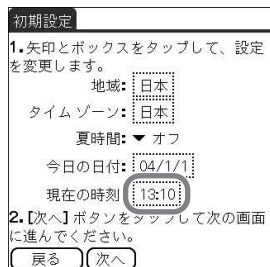 初期設定
1.矢印とボックスをタップして、設定
を変更します。
地域: 日本
タイム ゾーン: 日本
夏時間: ▼ オフ
今日の日付: 04/1/1
現在の時刻 13:10
2.[次へ] ボタンをタップして次の画面
に進んでください。
戻る 次へ